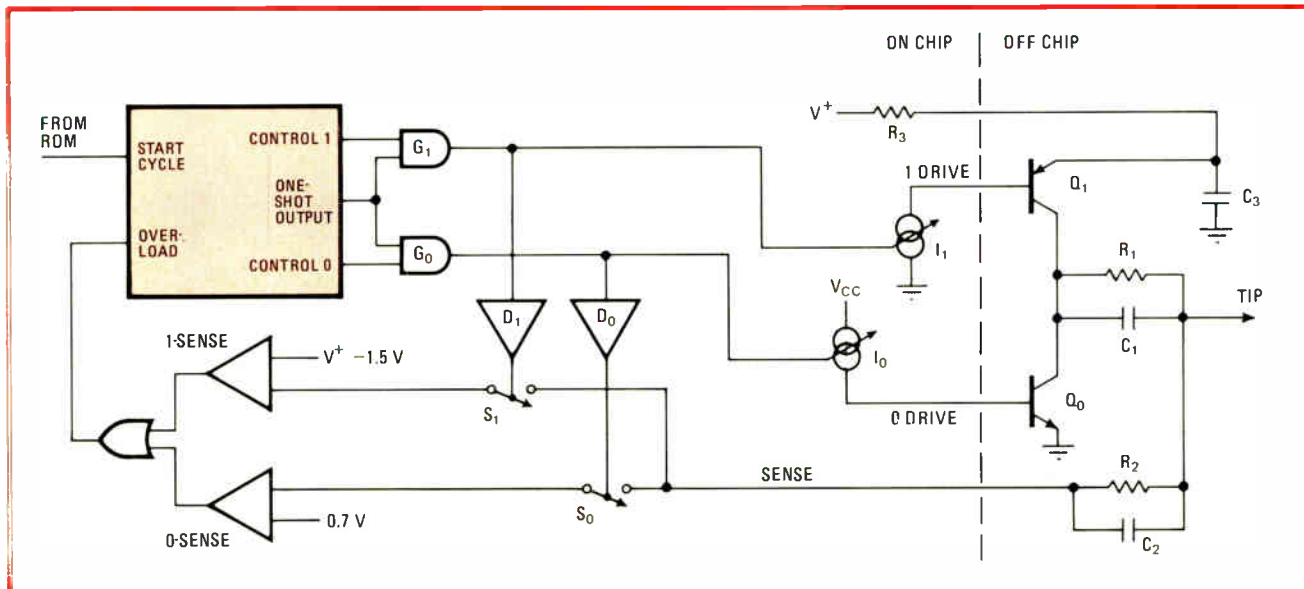 ON CHIP
OFF CHIP
V+
R3
FROM
ROM
START
CYCLE
OVER-
LOAD
CONTROL 1
ONE-
SHOT
OUTPUT
CONTROL 0
G1
G0
1 DRIVE
Q1
C3
I1
R1
C1
TIP
VCC
I0
D1
D0
1-SENSE
V+ −1.5 V
S1
0 DRIVE
Q0
SENSE
R2
C2
S0
0.7 V
0-SENSE